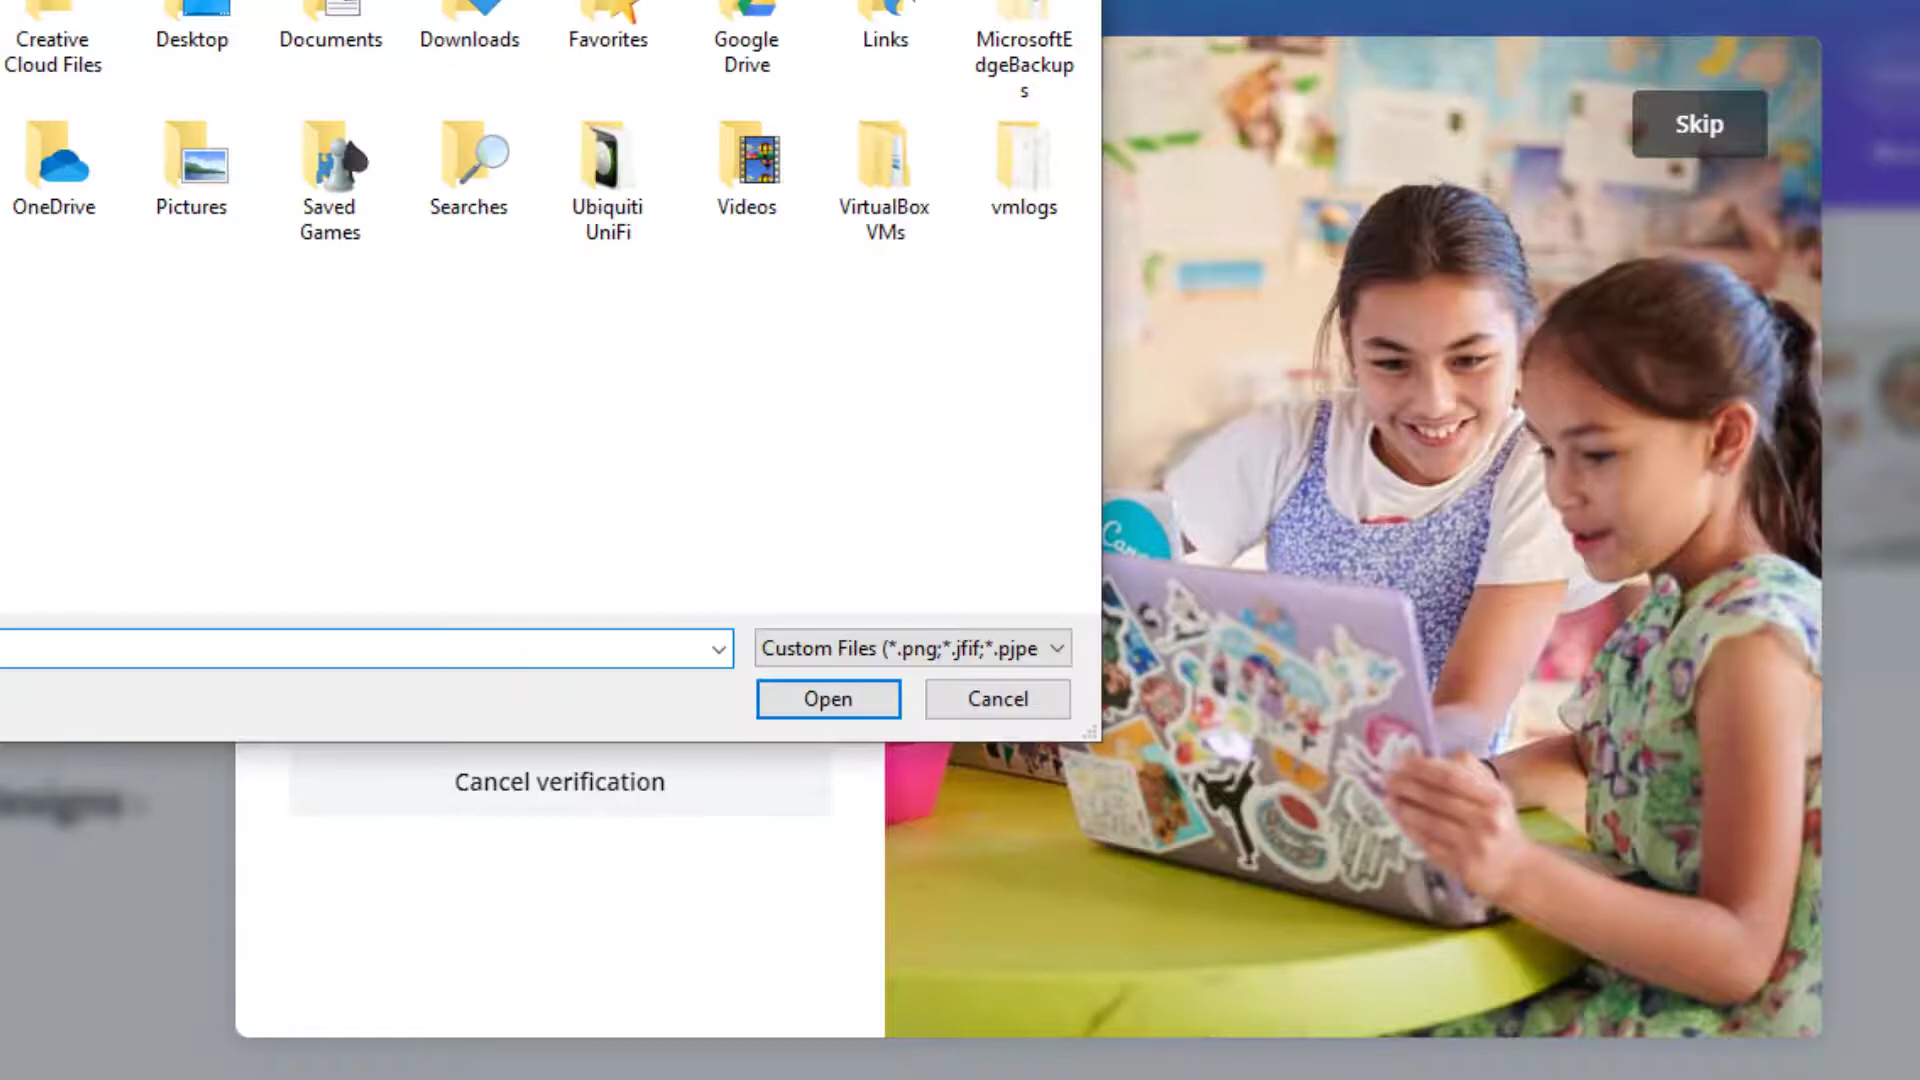 Creative
Cloud Files
Desktop
Documents
Downloads
Favorites
Google
Drive
Links
MicrosoftE
dgeBackup
s
Skip
OneDrive
Pictures
Saved
Games
Searches
Ubiquiti
UniFi
Videos
VirtualBox
VMs
vmlogs
Custom Files (*.png;*.jfif;*.pjpe
Open
Cancel
Cancel verification